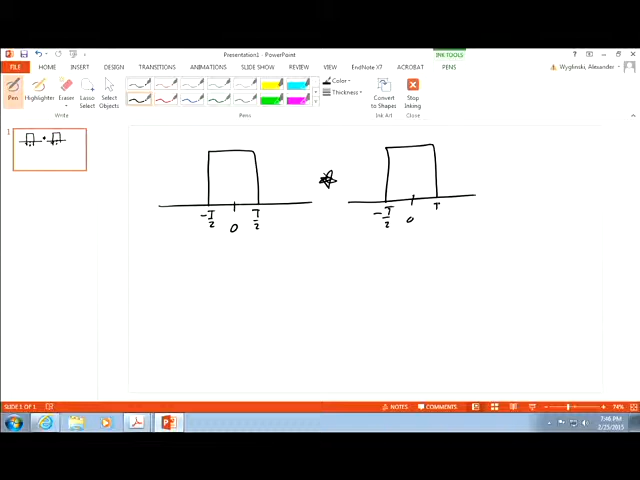 Presentation1 - PowerPoint
INK TOOLS
FILE HOME INSERT DESIGN TRANSITIONS ANIMATIONS SLIDE SHOW REVIEW VIEW EndNote X7 ACROBAT PENS
Wyglinski, Alexander
Pen Highlighter Eraser Lasso Select Select Objects
Color
Thickness
Convert to Shapes
Stop Inking
Write Pens Ink Art Close
1
-T/2 0 T/2
-T/2 0 T
SLIDE 1 OF 1
NOTES COMMENTS 74%
7:46 PM
2/25/2015